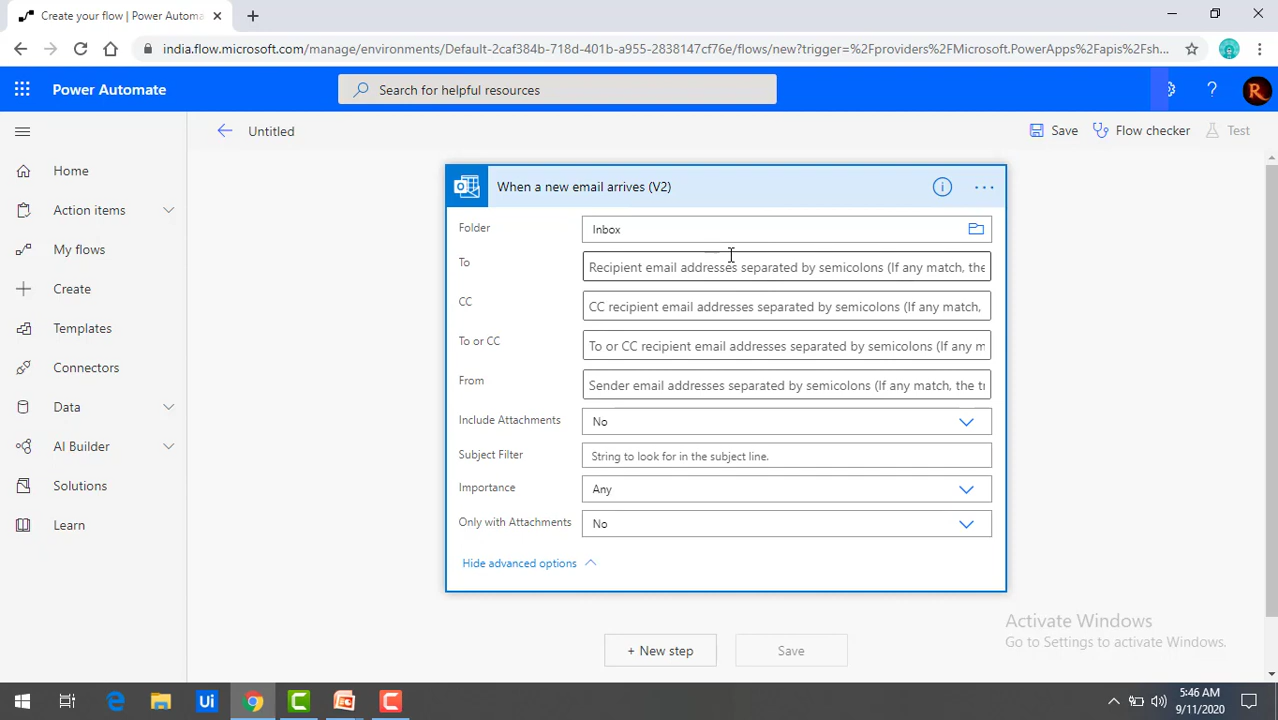 Create your flow | Power Automa
india.flow.microsoft.com/manage/environments/Default-2caf384b-718d-401b-a955-2838147cf76e/flows/new?trigger=%2Fproviders%2FMicrosoft.PowerApps%2Fapis%2Fsh...
Power Automate
Search for helpful resources
?
R
Untitled
Save
Flow checker
Test
Home
Action items
My flows
Create
Templates
Connectors
Data
AI Builder
Solutions
Learn
When a new email arrives (V2)
Folder
Inbox
To
Recipient email addresses separated by semicolons (If any match, the
CC
CC recipient email addresses separated by semicolons (If any match,
To or CC
To or CC recipient email addresses separated by semicolons (If any m
From
Sender email addresses separated by semicolons (If any match, the tr
Include Attachments
No
Subject Filter
String to look for in the subject line.
Importance
Any
Only with Attachments
No
Hide advanced options
+ New step
Save
Activate Windows
Go to Settings to activate Windows.
Ui
5:46 AM
9/11/2020